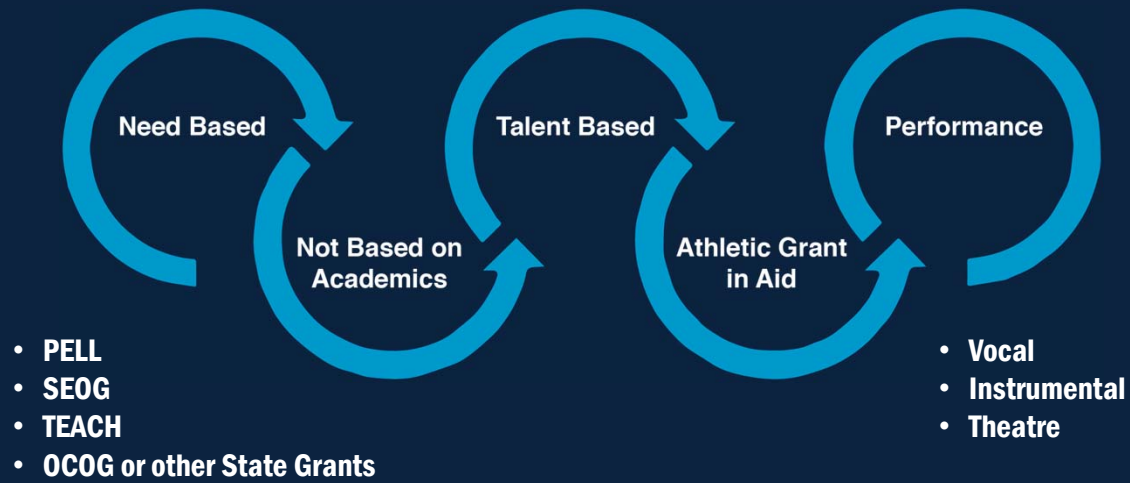 Need Based
Not Based on
Academics
Talent Based
Athletic Grant
in Aid
Performance
• PELL
• SEOG
• TEACH
• OCOG or other State Grants
• Vocal
• Instrumental
• Theatre